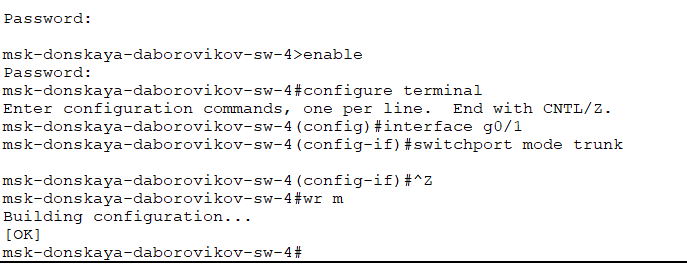 Password:
msk-donskaya-daborovikov-sw-4>enable
Password:
msk-donskaya-daborovikov-sw-4#configure terminal
Enter configuration commands, one per line.  End with CNTL/Z.
msk-donskaya-daborovikov-sw-4(config)#interface g0/1
msk-donskaya-daborovikov-sw-4(config-if)#switchport mode trunk
msk-donskaya-daborovikov-sw-4(config-if)#^Z
msk-donskaya-daborovikov-sw-4#wr m
Building configuration...
[OK]
msk-donskaya-daborovikov-sw-4#